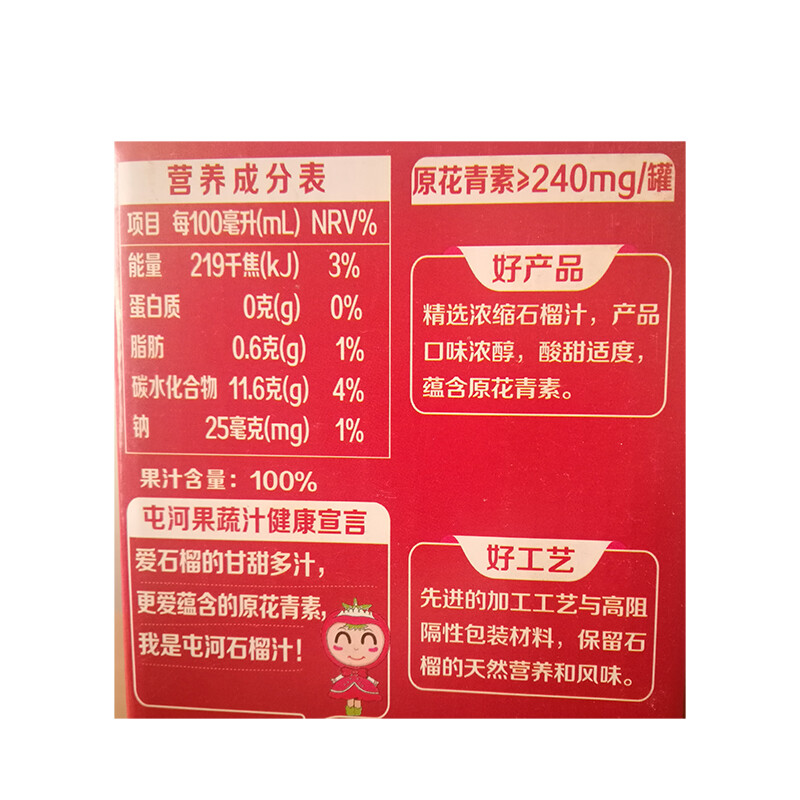 营养成分表
项目 每100毫升(mL) NRV%
能量 219千焦(kJ) 3%
蛋白质 0克(g) 0%
脂肪 0.6克(g) 1%
碳水化合物 11.6克(g) 4%
钠 25毫克(mg) 1%
果汁含量：100%
屯河果蔬汁健康宣言
爱石榴的甘甜多汁，
更爱蕴含的原花青素，
我是屯河石榴汁！
原花青素≥240mg/罐
好产品
精选浓缩石榴汁，产品
口味浓醇，酸甜适度，
蕴含原花青素。
好工艺
先进的加工工艺与高阻
隔性包装材料，保留石
榴的天然营养和风味。